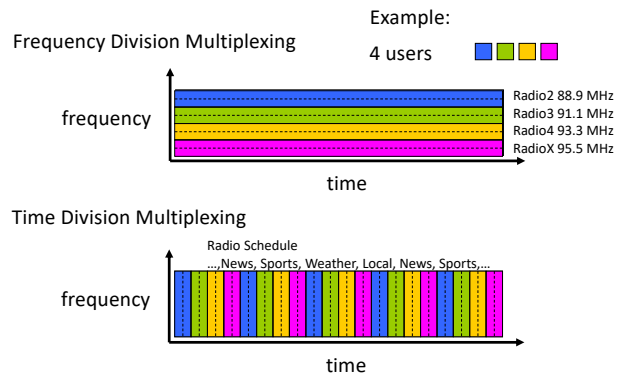 Example:
Frequency Division Multiplexing
4 users
frequency
Radio2 88.9 MHz
Radio3 91.1 MHz
Radio4 93.3 MHz
RadioX 95.5 MHz
time
Time Division Multiplexing
Radio Schedule
…,News, Sports, Weather, Local, News, Sports,…
frequency
time